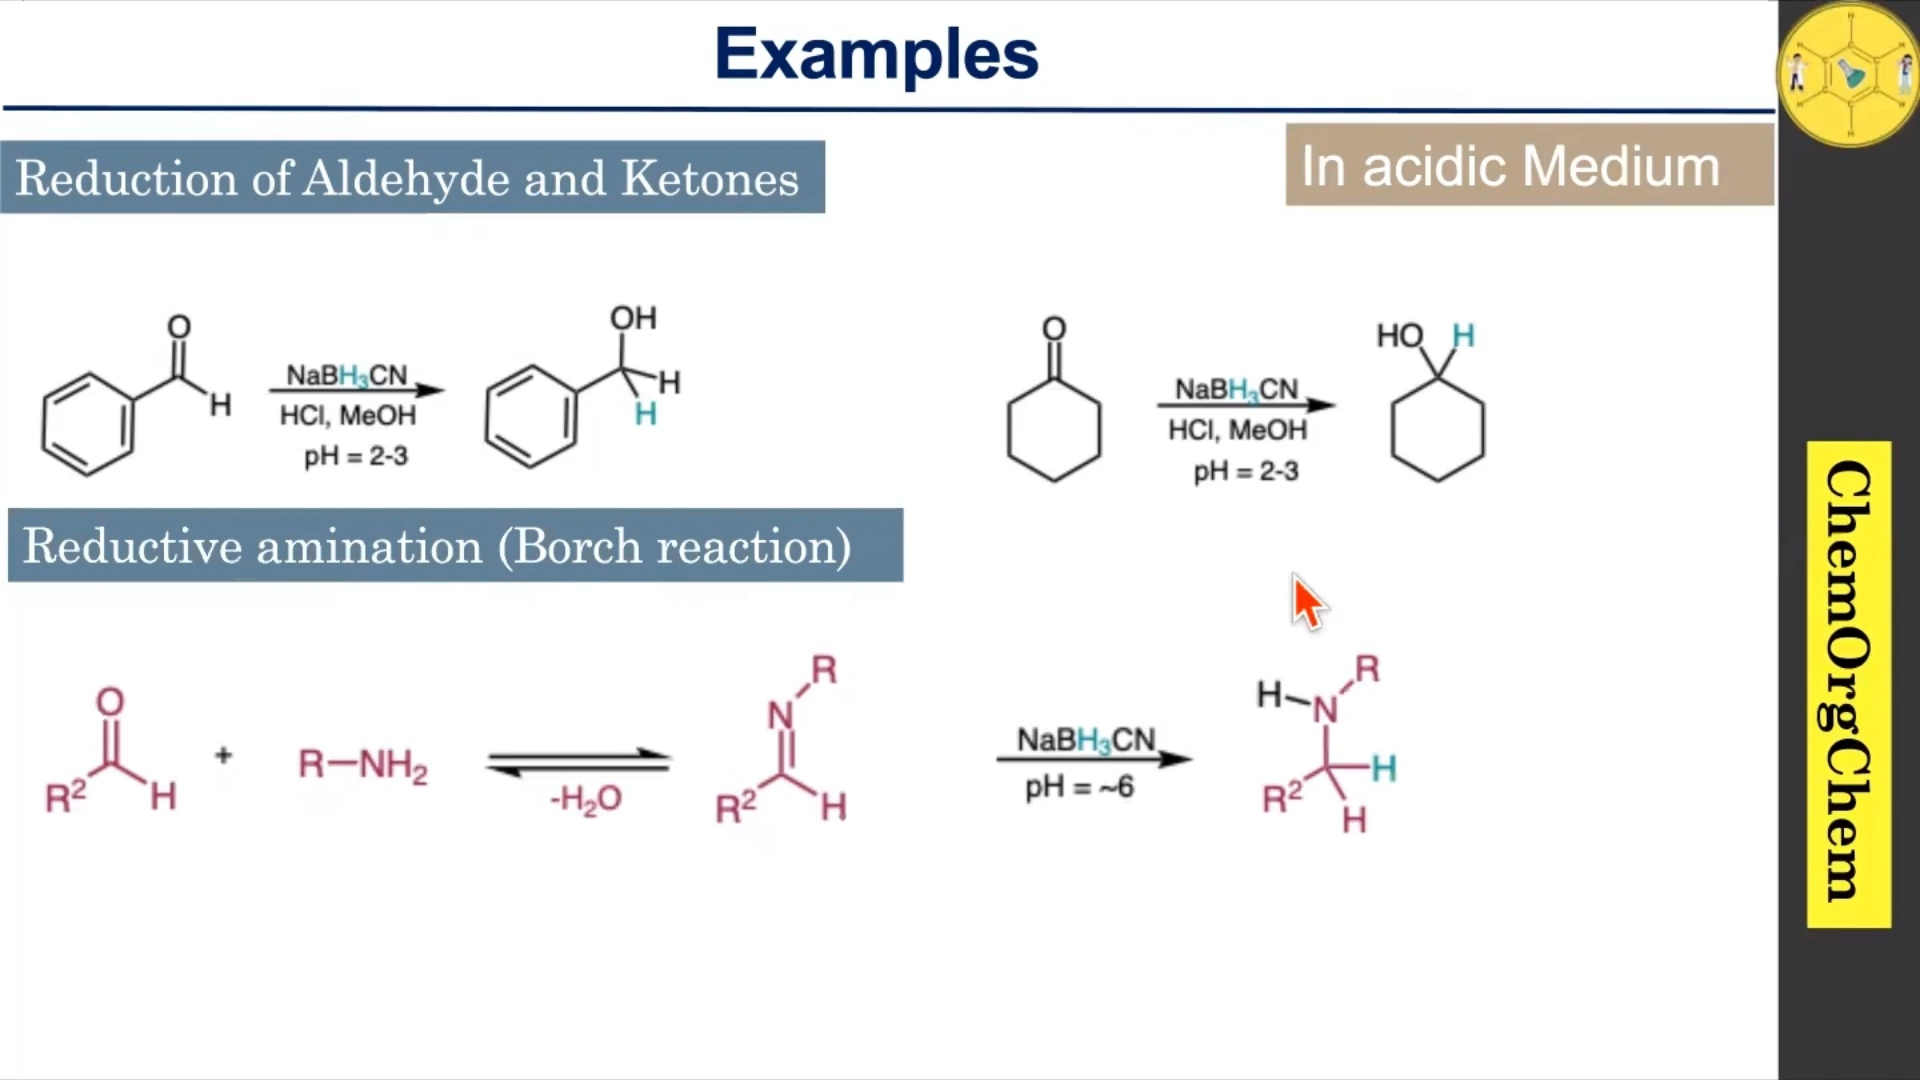 Examples
Reduction of Aldehyde and Ketones
In acidic Medium
O
H
NaBH₃CN
HCl, MeOH
pH = 2-3
OH
H
H
O
NaBH₃CN
HCl, MeOH
pH = 2-3
HO H
Reductive amination (Borch reaction)
O
R² H
+
R−NH₂
-H₂O
R
N
R² H
NaBH₃CN
pH = ~6
R
H−N
H
R²
H
ChemOrgChem